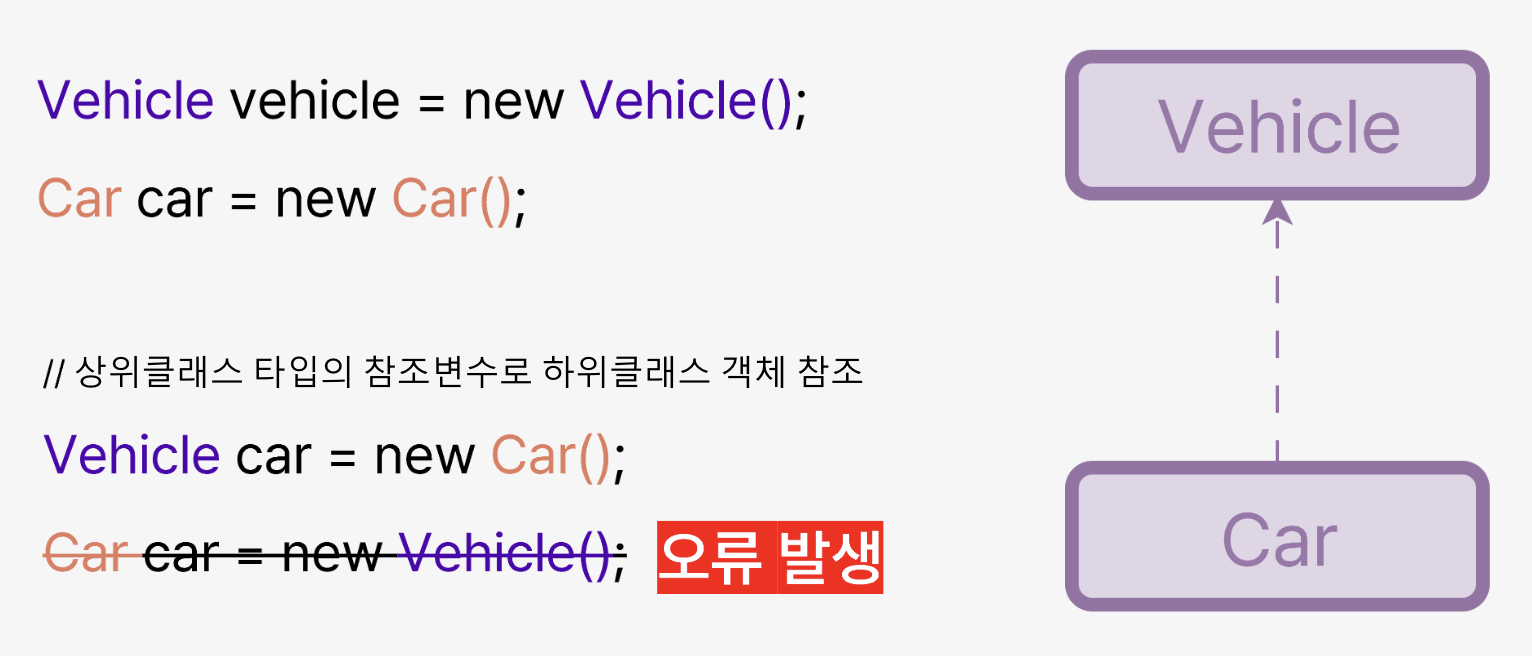 Vehicle vehicle = new Vehicle();
Car car = new Car();
// 상위클래스 타입의 참조변수로 하위클래스 객체 참조
Vehicle car = new Car();
Car car = new Vehicle(); 오류 발생
Vehicle
Car